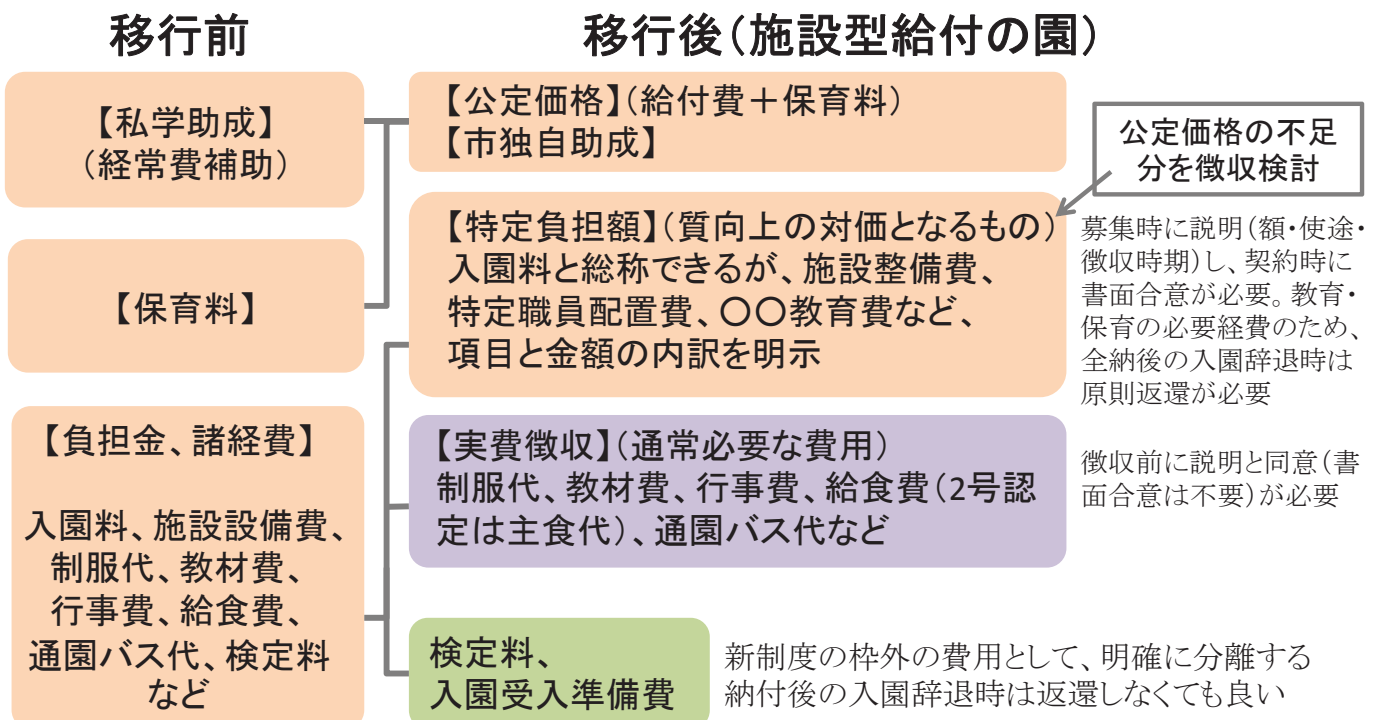 移行前
移行後(施設型給付の園)
【私学助成】
(経常費補助)
【保育料】
【負担金、諸経費】
入園料、施設設備費、
制服代、教材費、
行事費、給食費、
通園バス代、検定料
など
【公定価格】(給付費+保育料)
【市独自助成】
公定価格の不足
分を徴収検討
【特定負担額】(質向上の対価となるもの)
入園料と総称できるが、施設整備費、
特定職員配置費、〇〇教育費など、
項目と金額の内訳を明示
募集時に説明(額・使途・
徴収時期)し、契約時に
書面合意が必要。教育・
保育の必要経費のため、
全納後の入園辞退時は
原則返還が必要
【実費徴収】(通常必要な費用)
制服代、教材費、行事費、給食費(2号認
定は主食代)、通園バス代など
徴収前に説明と同意(書
面合意は不要)が必要
検定料、
入園受入準備費
新制度の枠外の費用として、明確に分離する
納付後の入園辞退時は返還しなくても良い